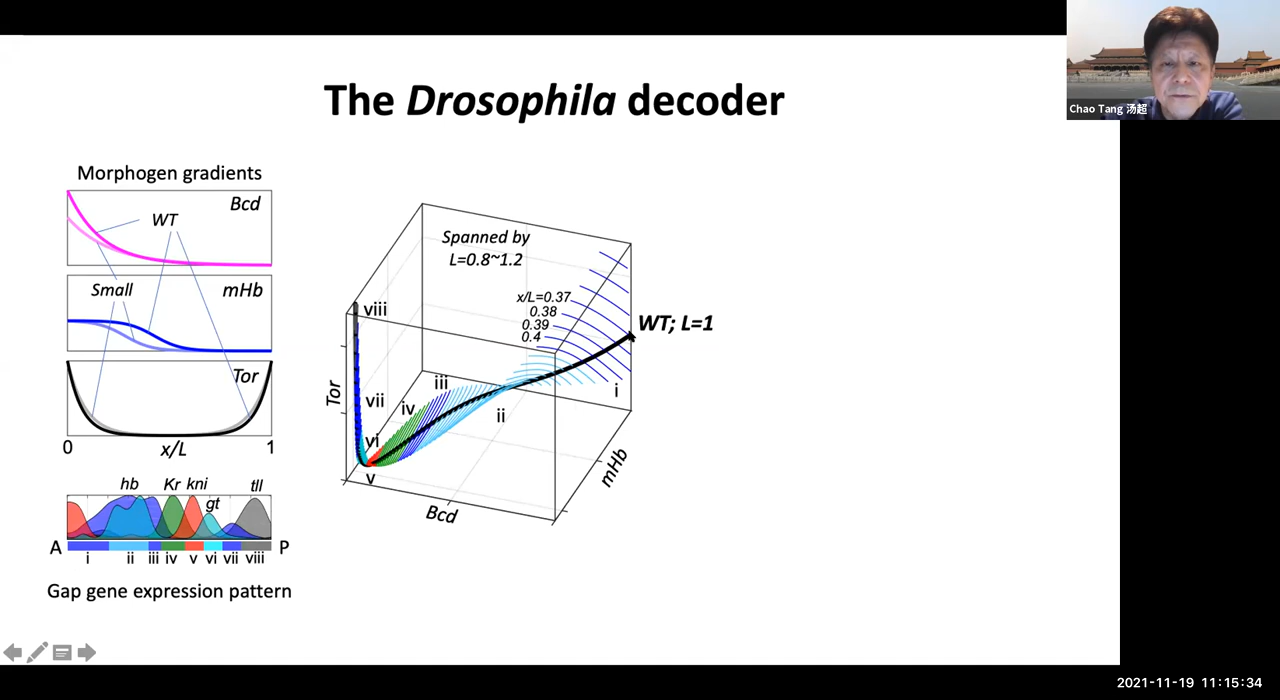 Chao Tang 汤超
The Drosophila decoder
Morphogen gradients
Bcd
WT
Small
mHb
Tor
0
x/L
1
hb
Kr
kni
gt
tll
A
P
i
ii
iii
iv
v
vi
vii
viii
Gap gene expression pattern
Spanned by
L=0.8~1.2
x/L=0.37
0.38
0.39
0.4
WT; L=1
viii
vii
vi
v
iv
iii
ii
i
Tor
Bcd
mHb
2021-11-19 11:15:34